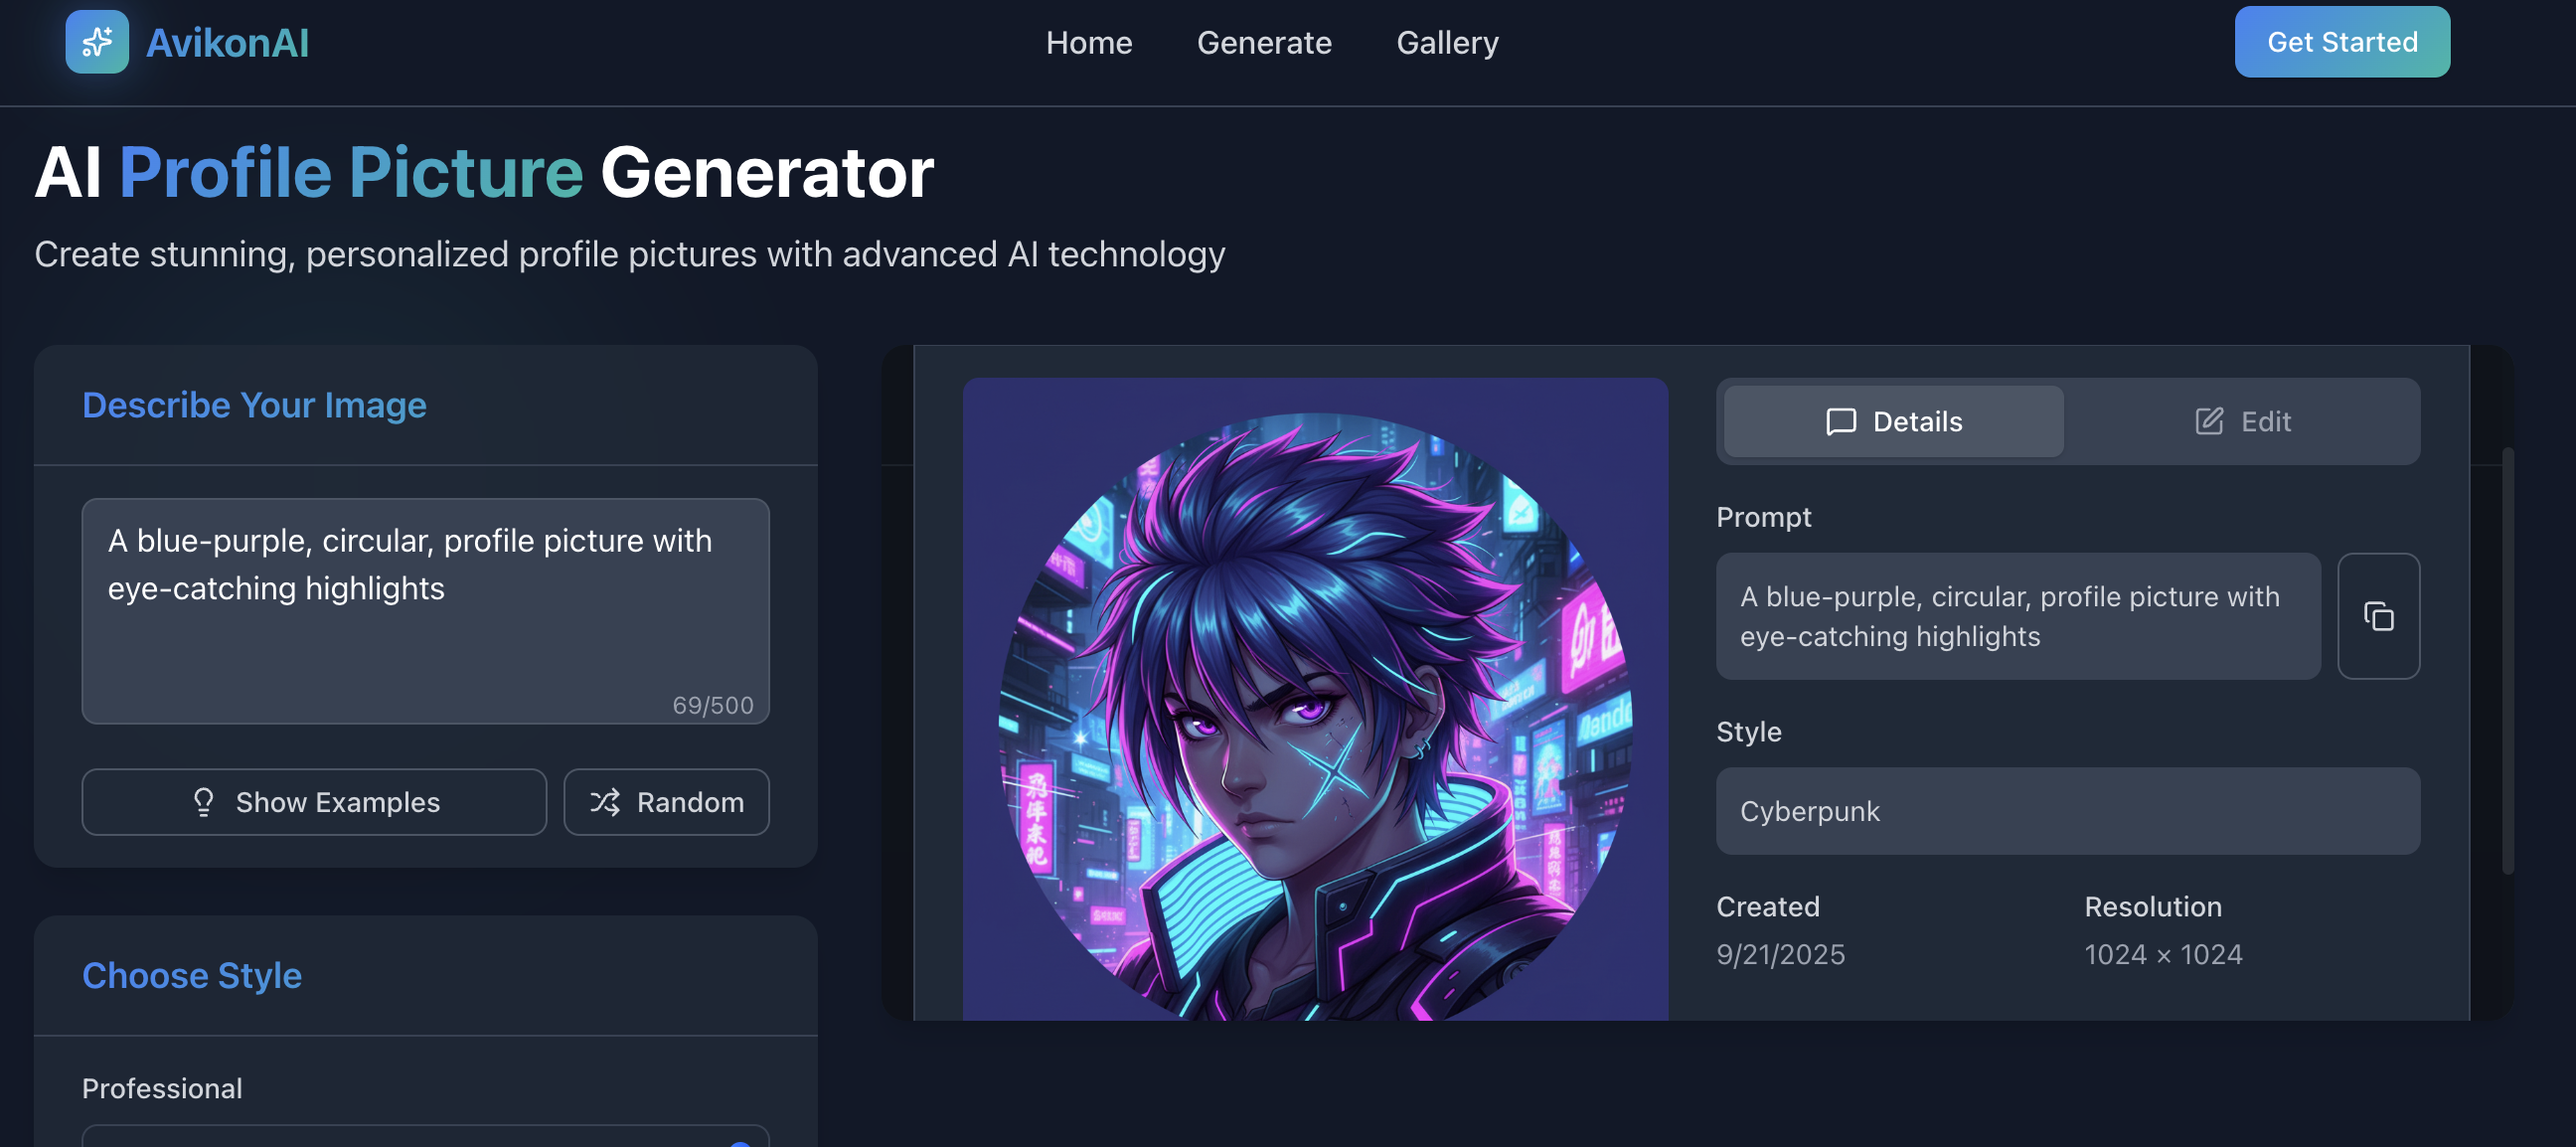 AvikonAI
Home
Generate
Gallery
Get Started
AI Profile Picture Generator
Create stunning, personalized profile pictures with advanced AI technology
Describe Your Image
A blue-purple, circular, profile picture with
eye-catching highlights
69/500
Show Examples
Random
Choose Style
Professional
Details
Edit
Prompt
A blue-purple, circular, profile picture with
eye-catching highlights
Style
Cyberpunk
Created
Resolution
9/21/2025
1024 × 1024